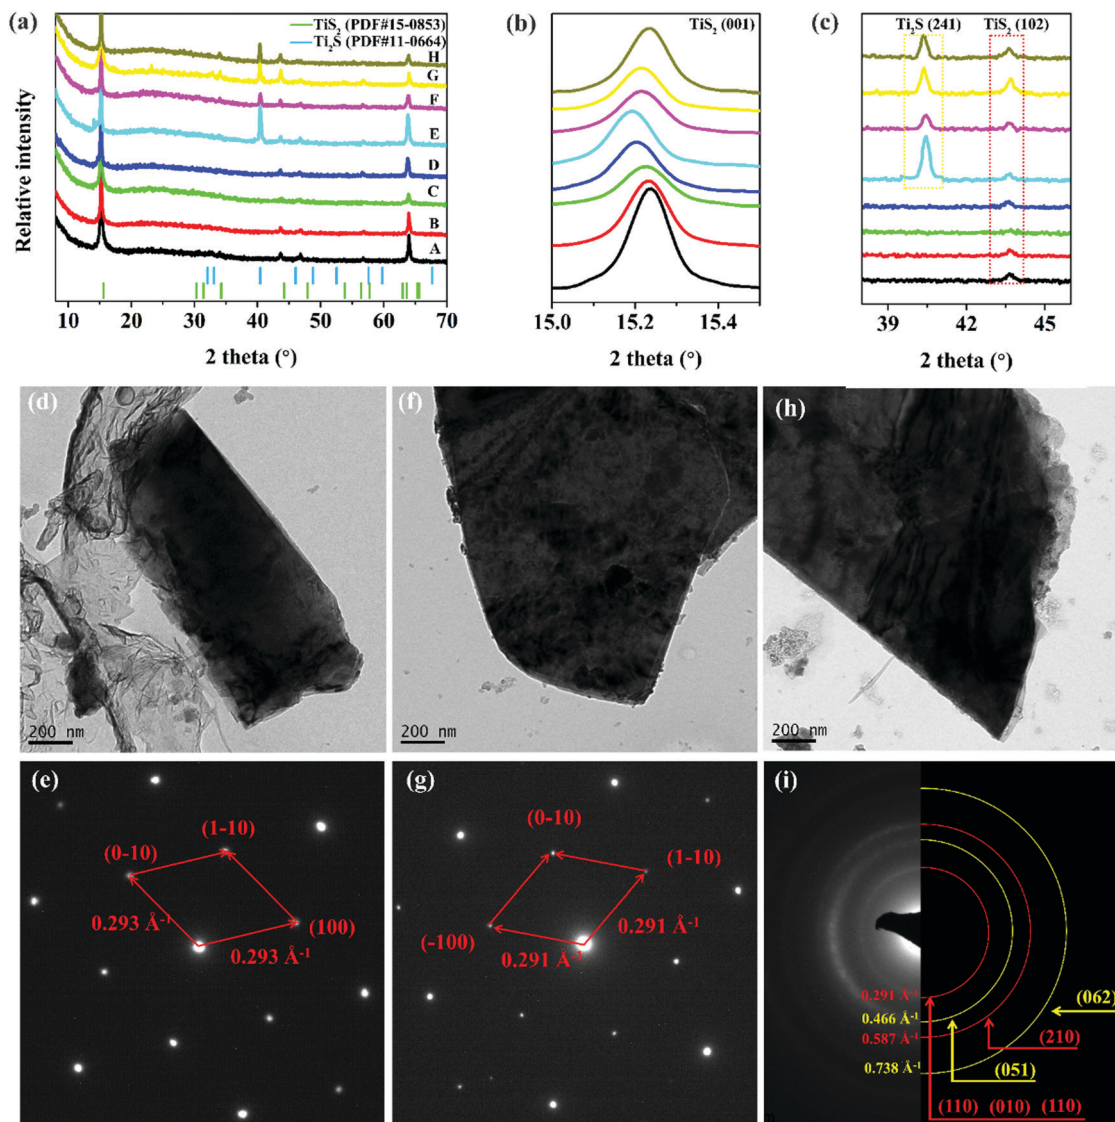 (a)
TiS2 (PDF#15-0853)
Ti2S (PDF#11-0664)
H
G
F
E
D
C
B
A
Relative intensity
10 20 30 40 50 60 70
2 theta (°)
(b)
TiS2 (001)
15.0 15.2 15.4
2 theta (°)
(c)
Ti2S (241) TiS2 (102)
39 42 45
2 theta (°)
(d)
200 nm
(f)
200 nm
(h)
200 nm
(e)
(1-10)
(0-10)
(100)
0.293 Å-1
0.293 Å-1
(g)
(0-10)
(1-10)
(-100)
0.291 Å-1
0.291 Å-1
(i)
0.291 Å-1
0.466 Å-1
0.587 Å-1
0.738 Å-1
(062)
(210)
(051)
(110) (010) (110)